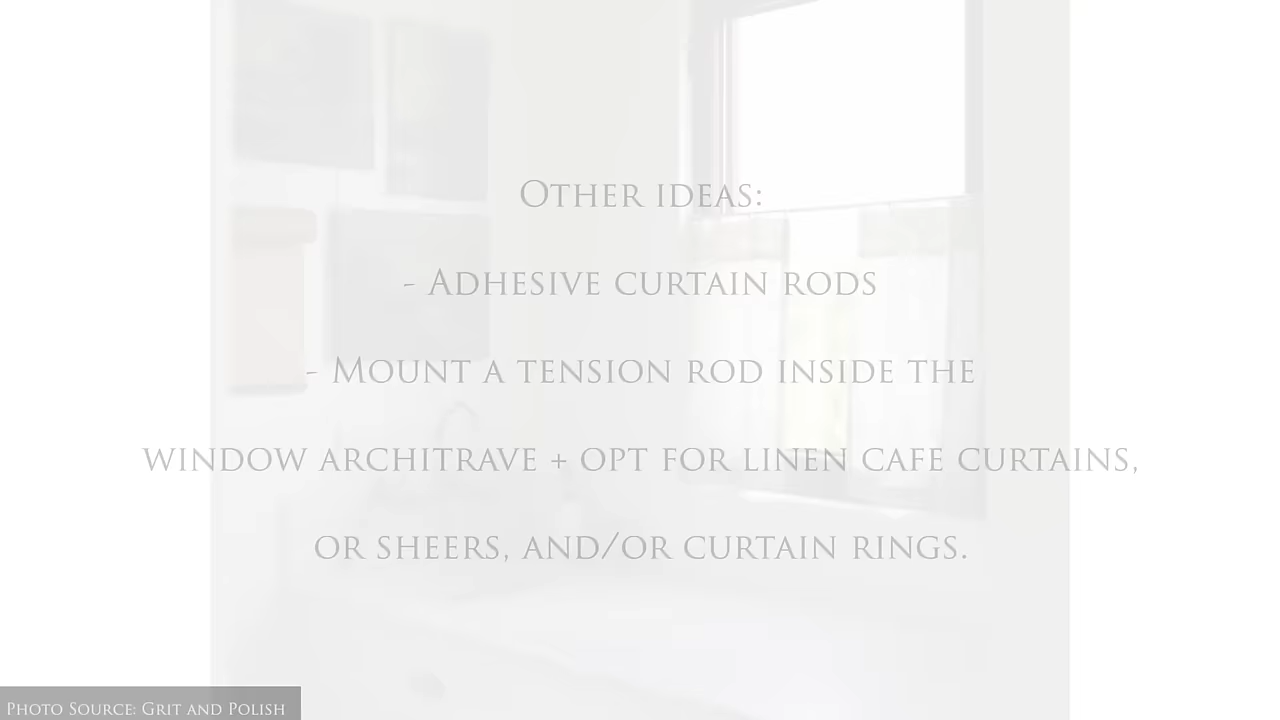 Other ideas:
- Adhesive curtain rods
- Mount a tension rod inside the
window architrave + opt for linen cafe curtains,
or sheers, and/or curtain rings.
Photo Source: Grit and Polish